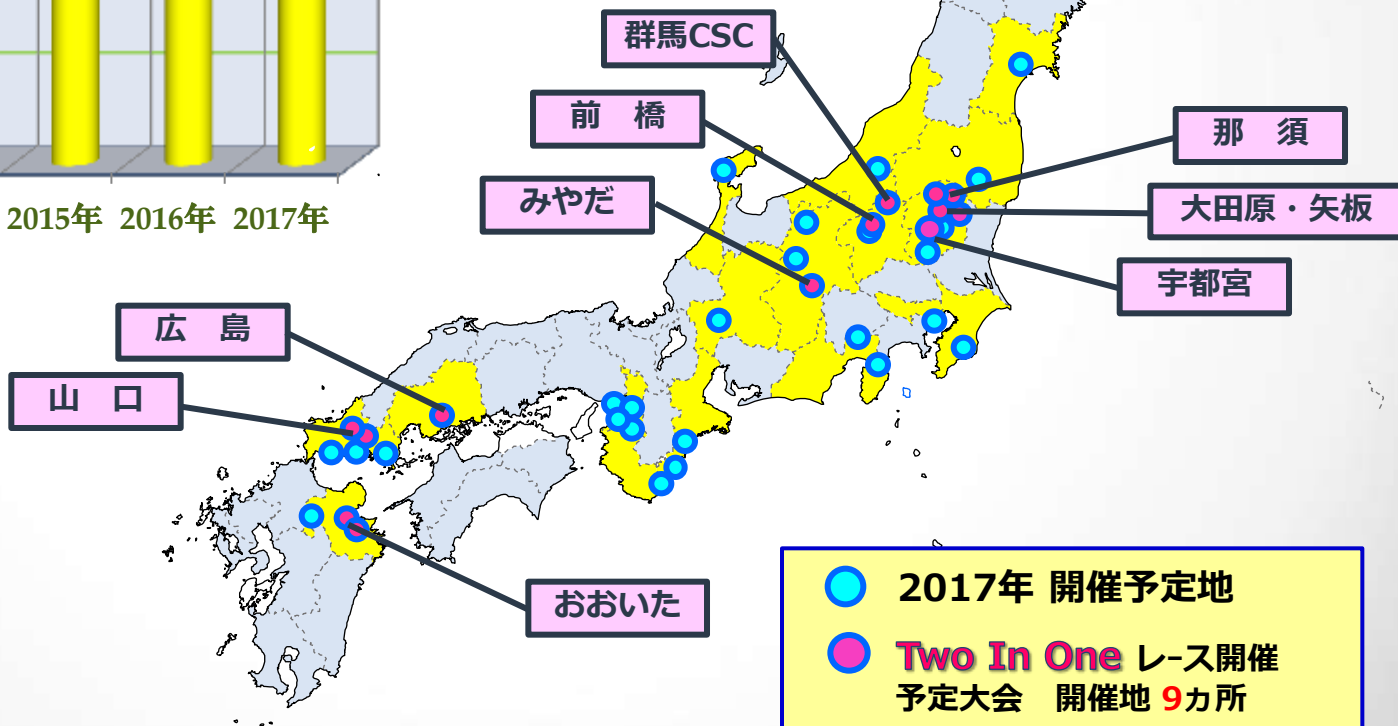 群馬CSC
前　橋
那　須
みやだ
大田原・矢板
2015年 2016年 2017年
宇都宮
広　島
山　口
おおいた
2017年 開催予定地
Two In One レース開催
予定大会　開催地 9カ所